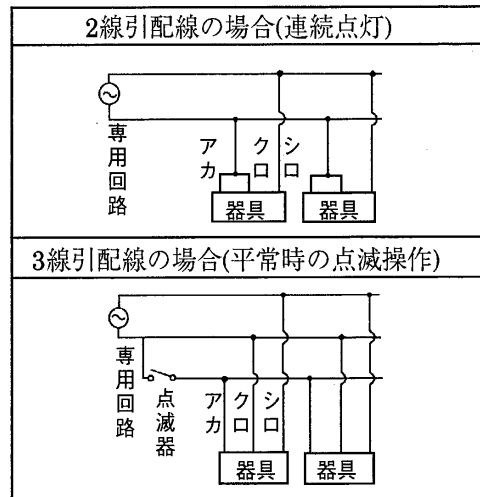 2線引配線の場合(連続点灯)
専用回路
アカ
クロ
シロ
器具
器具
3線引配線の場合(平常時の点滅操作)
専用回路
点滅器
アカ
クロ
シロ
器具
器具